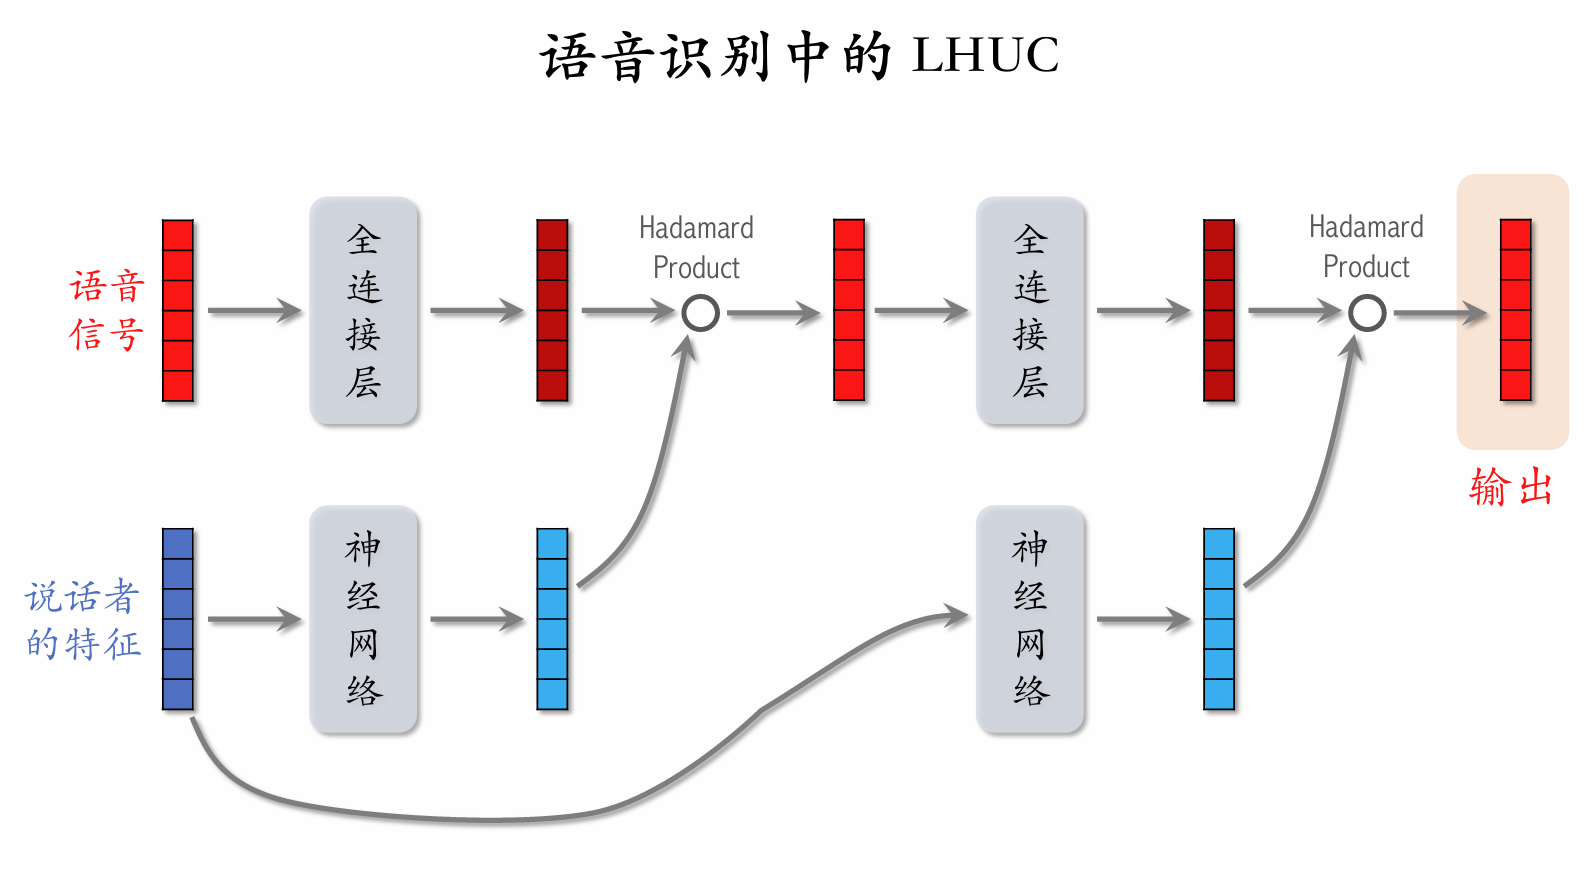 语音识别中的 LHUC
语音
信号
全
连
接
层
Hadamard
Product
全
连
接
层
Hadamard
Product
输出
说话者
的特征
神
经
网
络
神
经
网
络